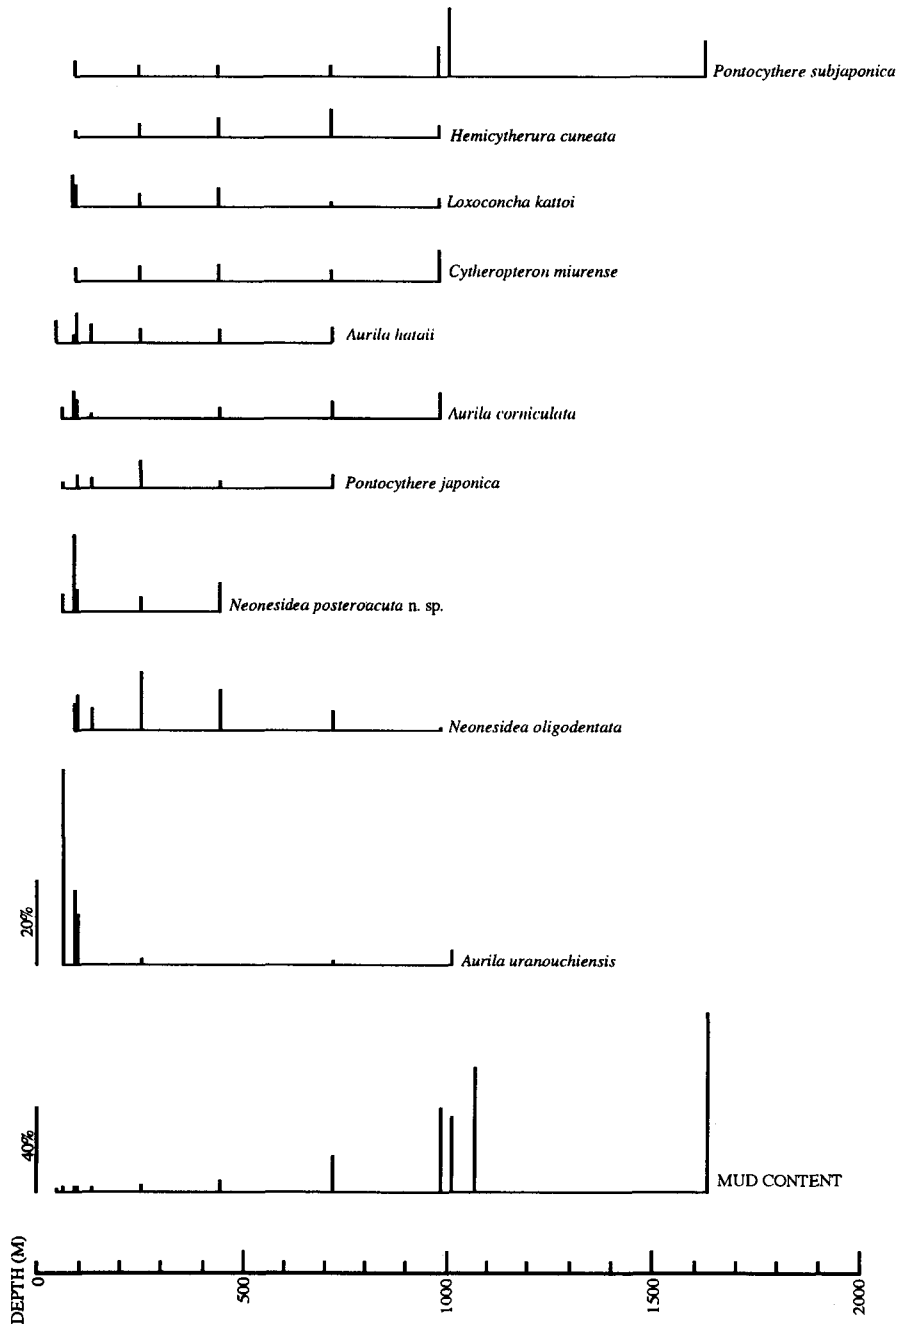 Pontocythere subjaponica
Hemicytherura cuneata
Loxoconcha kattoi
Cytheropteron miurense
Aurila hataii
Aurila corniculata
Pontocythere japonica
Neonesidea posteroacuta n. sp.
Neonesidea oligodentata
20%
Aurila uranouchiensis
40%
MUD CONTENT
DEPTH (M)
0
500
1000
1500
2000